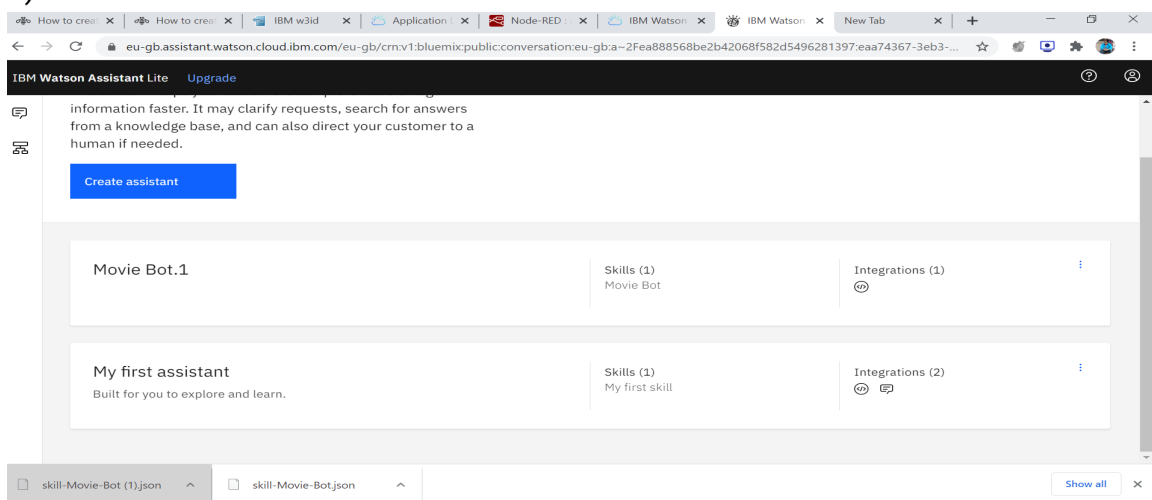 How to creat
How to creat
IBM w3id
Application
Node-RED :
IBM Watson
IBM Watson
New Tab
eu-gb.assistant.watson.cloud.ibm.com/eu-gb/crn:v1:bluemix:public:conversation:eu-gb:a~2Fea888568be2b42068f582d5496281397:eaa74367-3eb3-...
IBM Watson Assistant Lite Upgrade
information faster. It may clarify requests, search for answers
from a knowledge base, and can also direct your customer to a
human if needed.
Create assistant
Movie Bot.1
Skills (1)
Movie Bot
Integrations (1)
My first assistant
Built for you to explore and learn.
Skills (1)
My first skill
Integrations (2)
skill-Movie-Bot (1).json
skill-Movie-Bot.json
Show all